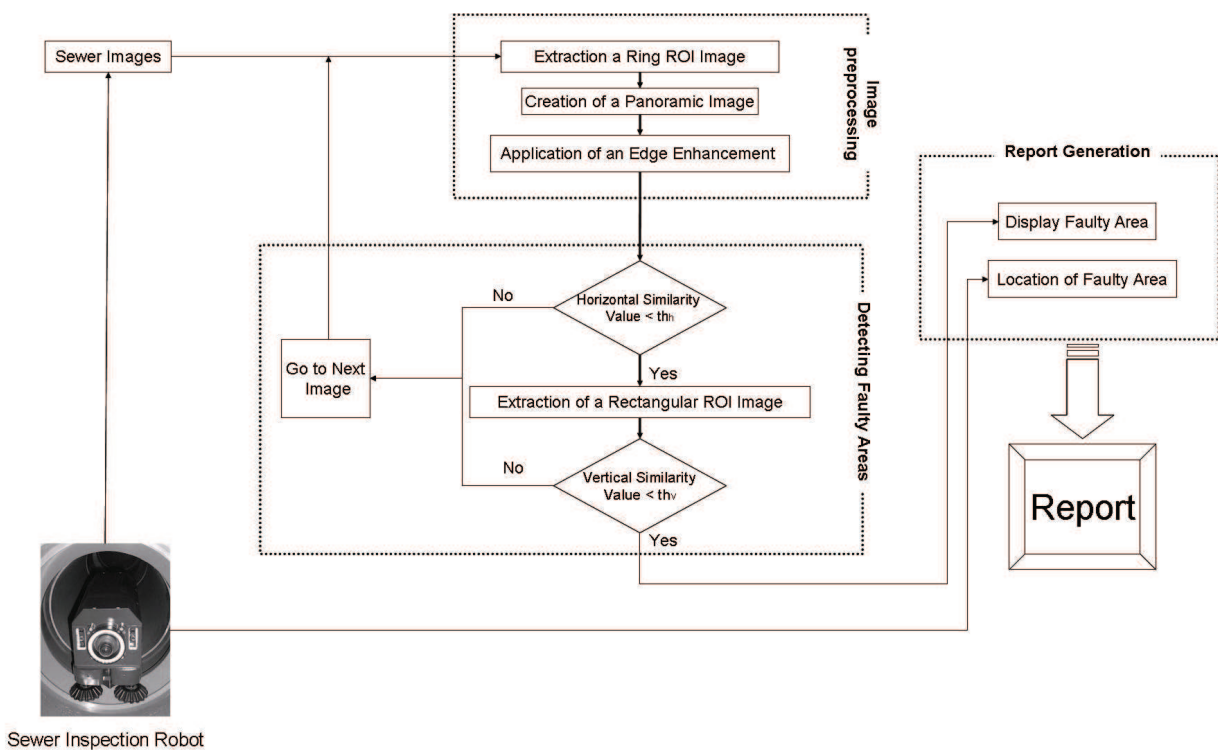 Sewer Images
Extraction a Ring ROI Image
Creation of a Panoramic Image
Application of an Edge Enhancement
Image
preprocessing
Report Generation
Display Faulty Area
Location of Faulty Area
Horizontal Similarity
Value < thh
No
Yes
Go to Next
Image
Extraction of a Rectangular ROI Image
Vertical Similarity
Value < thv
No
Yes
Detecting Faulty Areas
Report
Sewer Inspection Robot